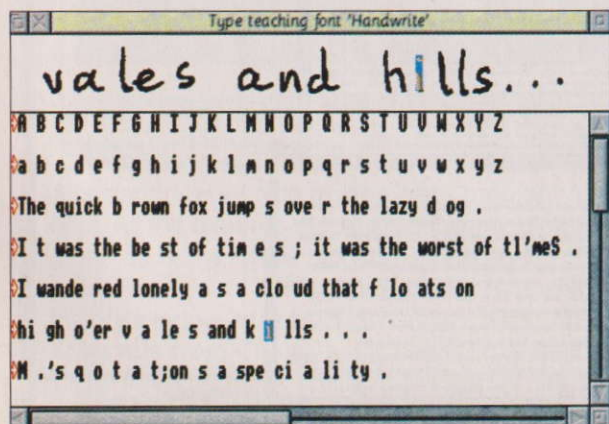 Type teaching font 'Handwrite'
vales and hills...
A B C D E F G H I J K L M N O P Q R S T U V W X Y Z
a b c d e f g h i j k l m n o p q r s t u v w x y z
The quick b rown fox jump s ove r the lazy d og .
I t was the be st of tim e s ; it was the worst of tl'meS .
I wande red lonely a s a clo ud that f lo ats on
hi gh o'er v a le s and k i lls . . .
M .'s q o t a t;on s a spe ci a li ty .